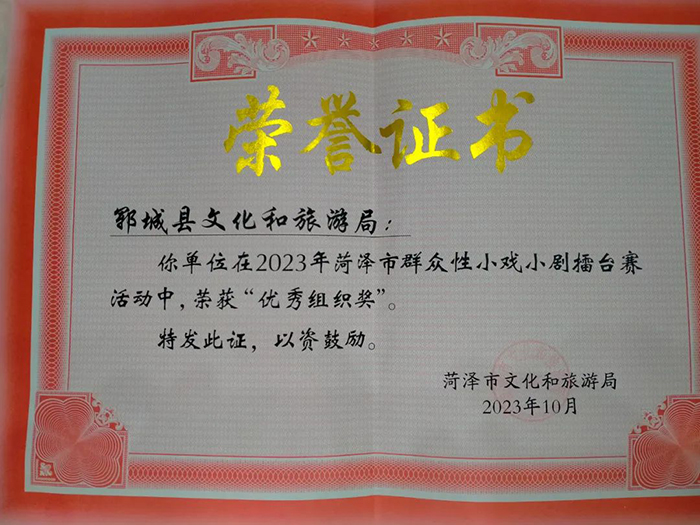 荣誉证书
郓城县文化和旅游局：
你单位在2023年菏泽市群众性小戏小剧擂台赛
活动中，荣获“优秀组织奖”。
特发此证，以资鼓励。
菏泽市文化和旅游局
2023年10月